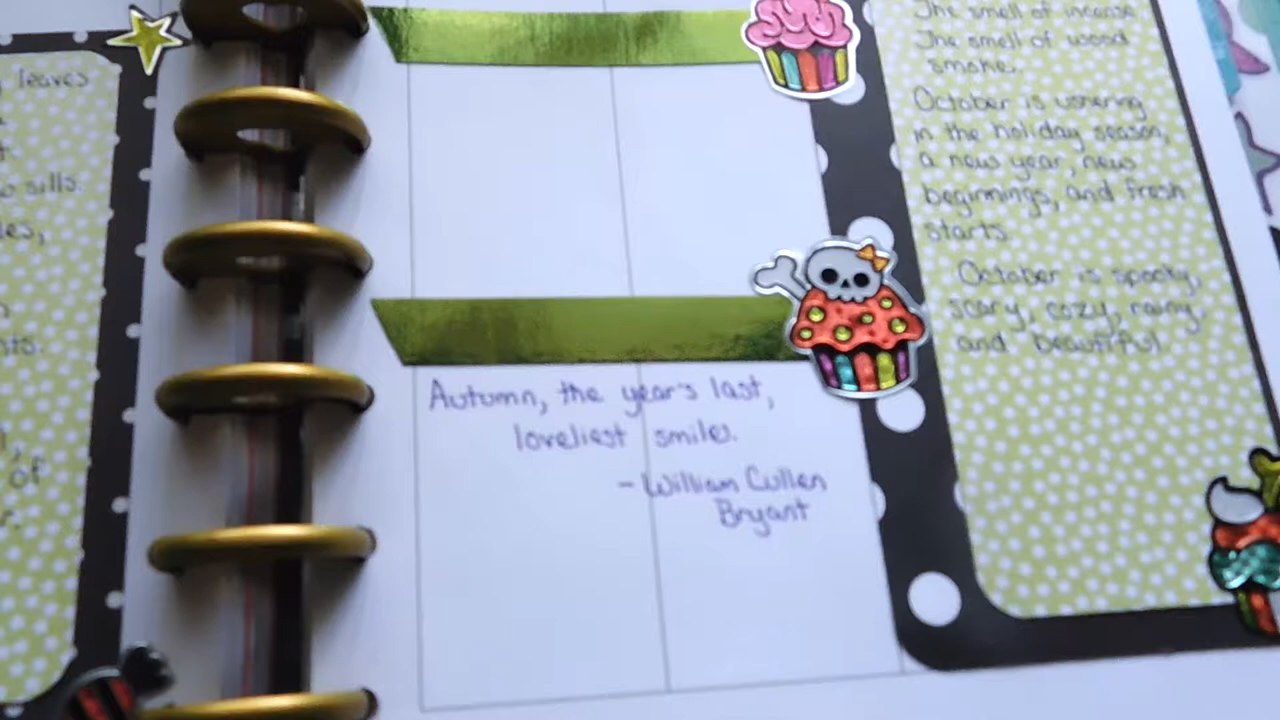 leaves
sills.
of
Autumn, the year's last,
loveliest smile.
- William Cullen
Bryant
The smell of incense.
The smell of wood
smoke.
October is ushering
in the holiday season,
a new year, new
beginnings, and fresh
starts.
October is spooky,
scary, cozy, rainy,
and beautiful.